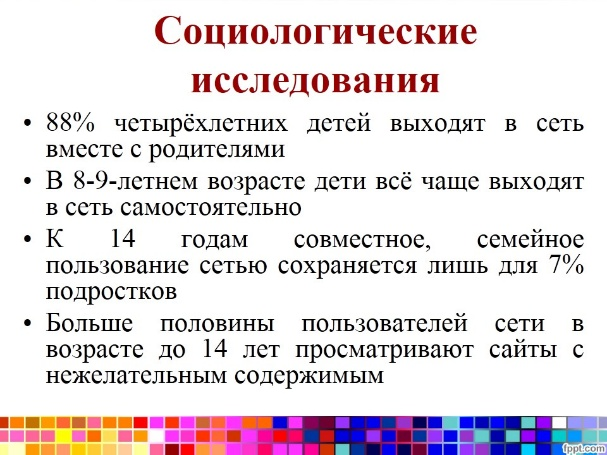 Социологические
исследования
• 88% четырёхлетних детей выходят в сеть
вместе с родителями
• В 8-9-летнем возрасте дети всё чаще выходят
в сеть самостоятельно
• К 14 годам совместное, семейное
пользование сетью сохраняется лишь для 7%
подростков
• Больше половины пользователей сети в
возрасте до 14 лет просматривают сайты с
нежелательным содержимым
fppt.com